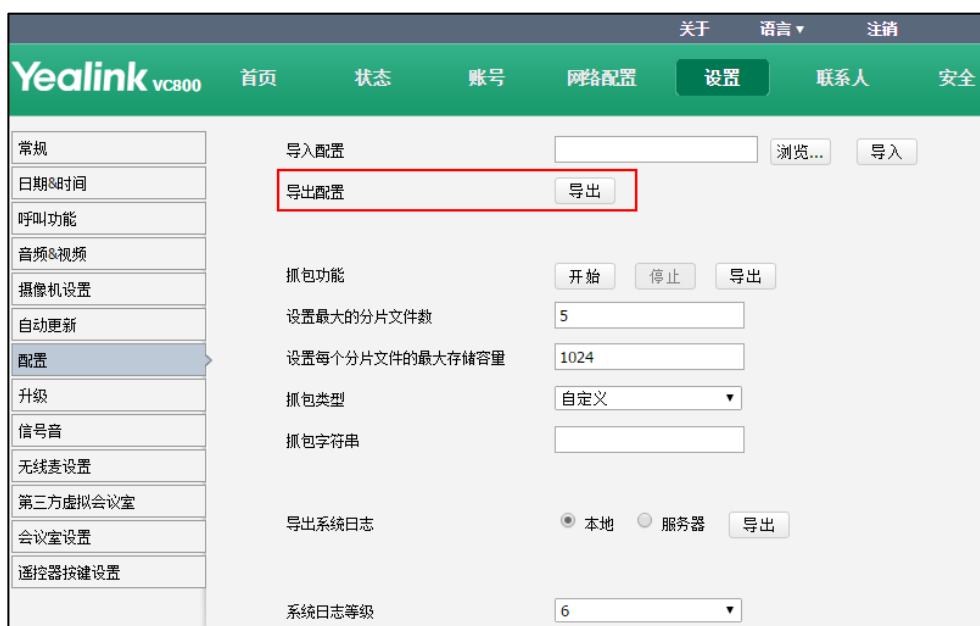 关于 语言▼ 注销
Yealink VC800 首页 状态 账号 网络配置 设置 联系人 安全
常规
导入配置 浏览... 导入
日期&时间
导出配置 导出
呼叫功能
音频&视频
抓包功能 开始 停止 导出
摄像机设置
设置最大的分片文件数 5
自动更新
配置
设置每个分片文件的最大存储容量 1024
升级
抓包类型 自定义 ▼
信号音
抓包字符串
无线麦设置
第三方虚拟会议室
导出系统日志 本地 服务器 导出
会议室设置
遥控器按键设置
系统日志等级 6 ▼